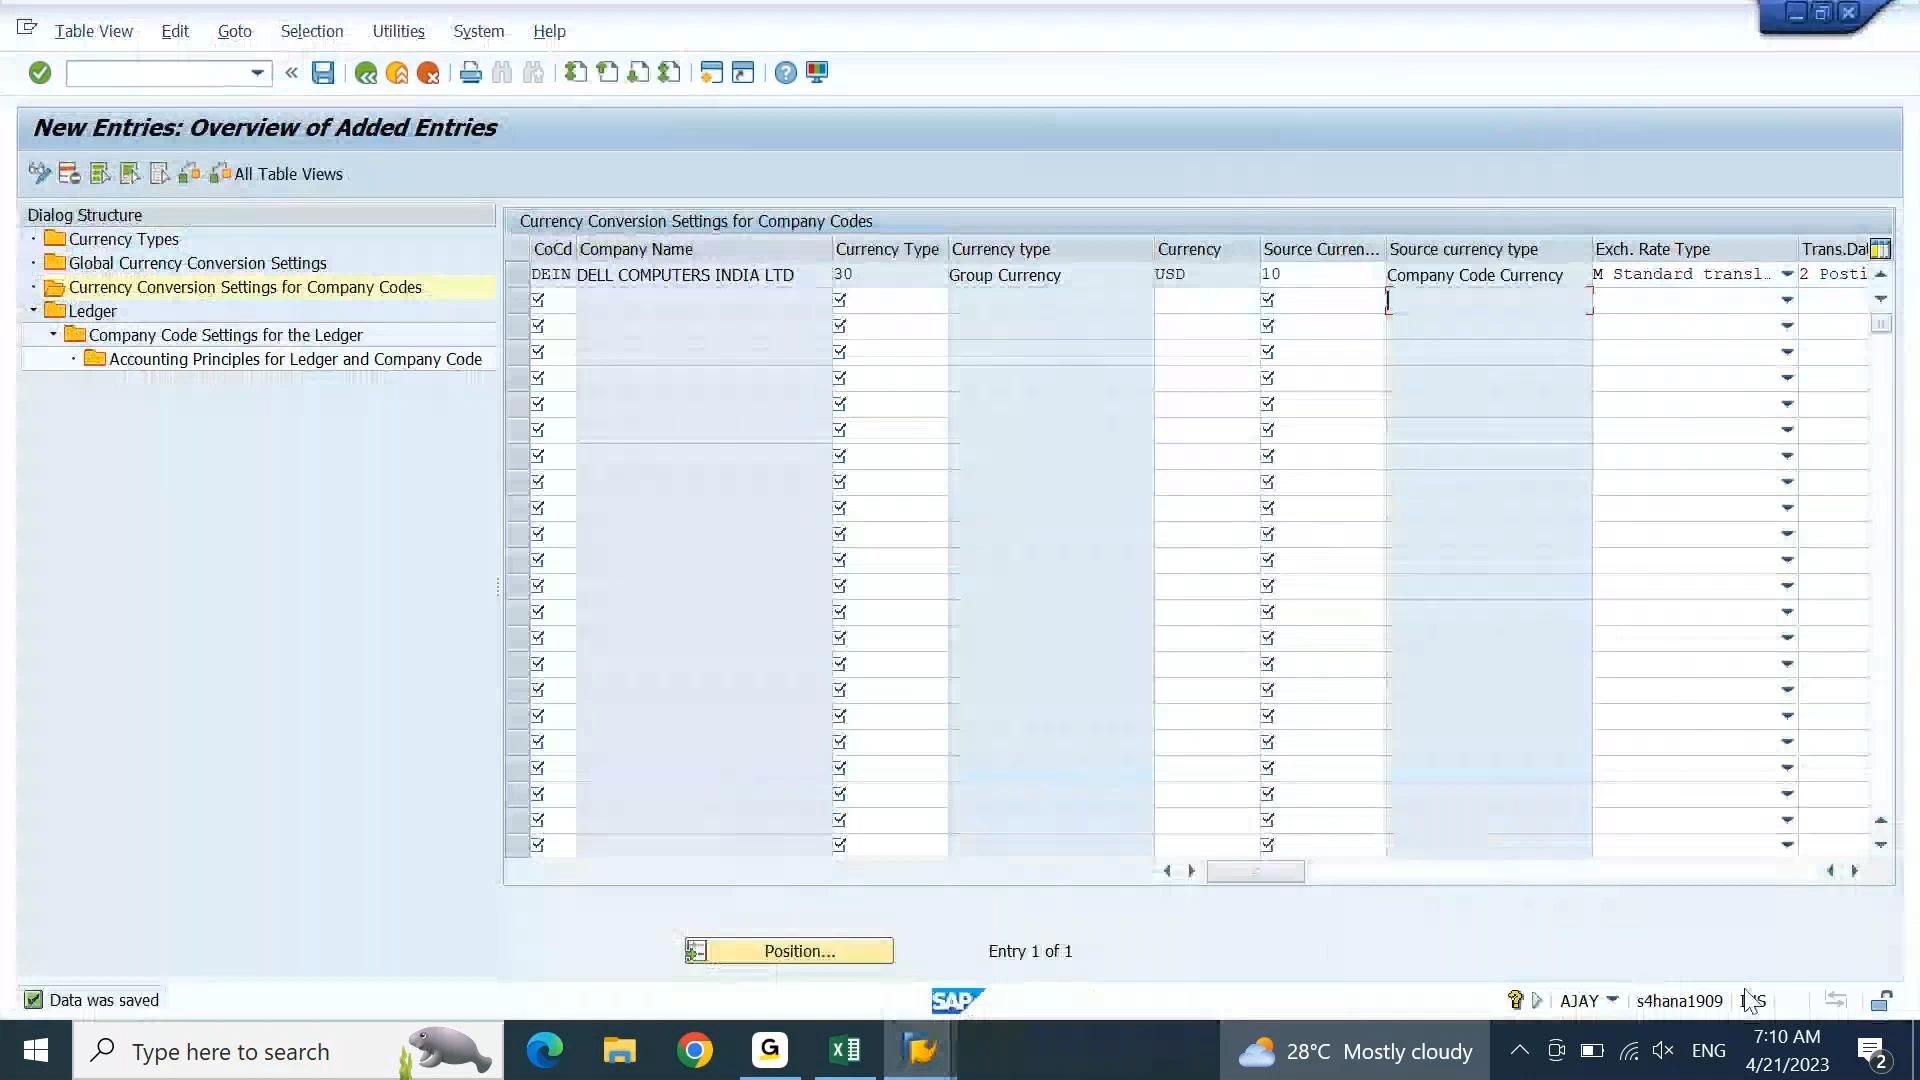 Table View Edit Goto Selection Utilities System Help
New Entries: Overview of Added Entries
All Table Views
Dialog Structure
Currency Types
Global Currency Conversion Settings
Currency Conversion Settings for Company Codes
Ledger
Company Code Settings for the Ledger
Accounting Principles for Ledger and Company Code
Currency Conversion Settings for Company Codes
CoCd Company Name Currency Type Currency type Currency Source Curren... Source currency type Exch. Rate Type Trans.Dat
DEIN DELL COMPUTERS INDIA LTD 30 Group Currency USD 10 Company Code Currency M Standard transl... 2 Posti
Position...
Entry 1 of 1
Data was saved
SAP
AJAY s4hana1909
Type here to search
G
28°C Mostly cloudy
ENG
7:10 AM
4/21/2023
2